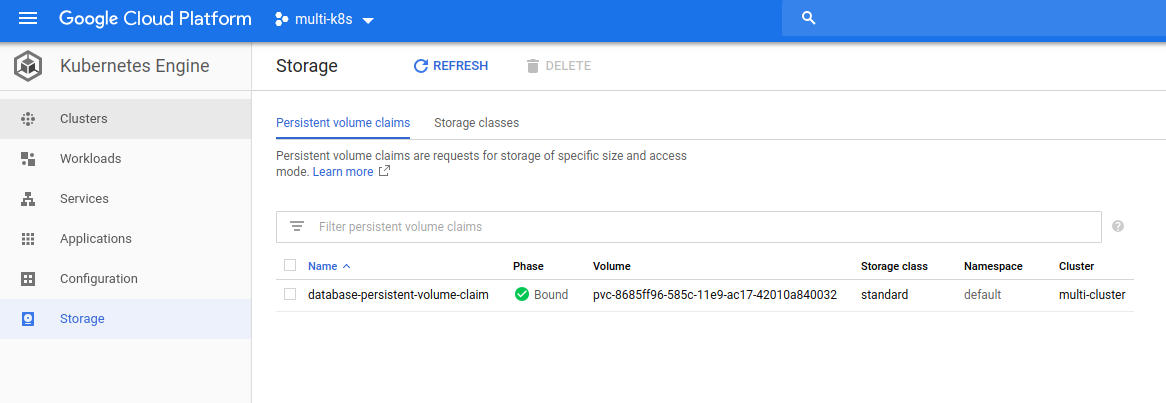 Google Cloud Platform multi-k8s
Kubernetes Engine
Storage REFRESH DELETE
Clusters
Workloads
Services
Applications
Configuration
Storage
Persistent volume claims Storage classes
Persistent volume claims are requests for storage of specific size and access
mode. Learn more
Filter persistent volume claims
?
Name Phase Volume Storage class Namespace Cluster
database-persistent-volume-claim Bound pvc-8685ff96-585c-11e9-ac17-42010a840032 standard default multi-cluster